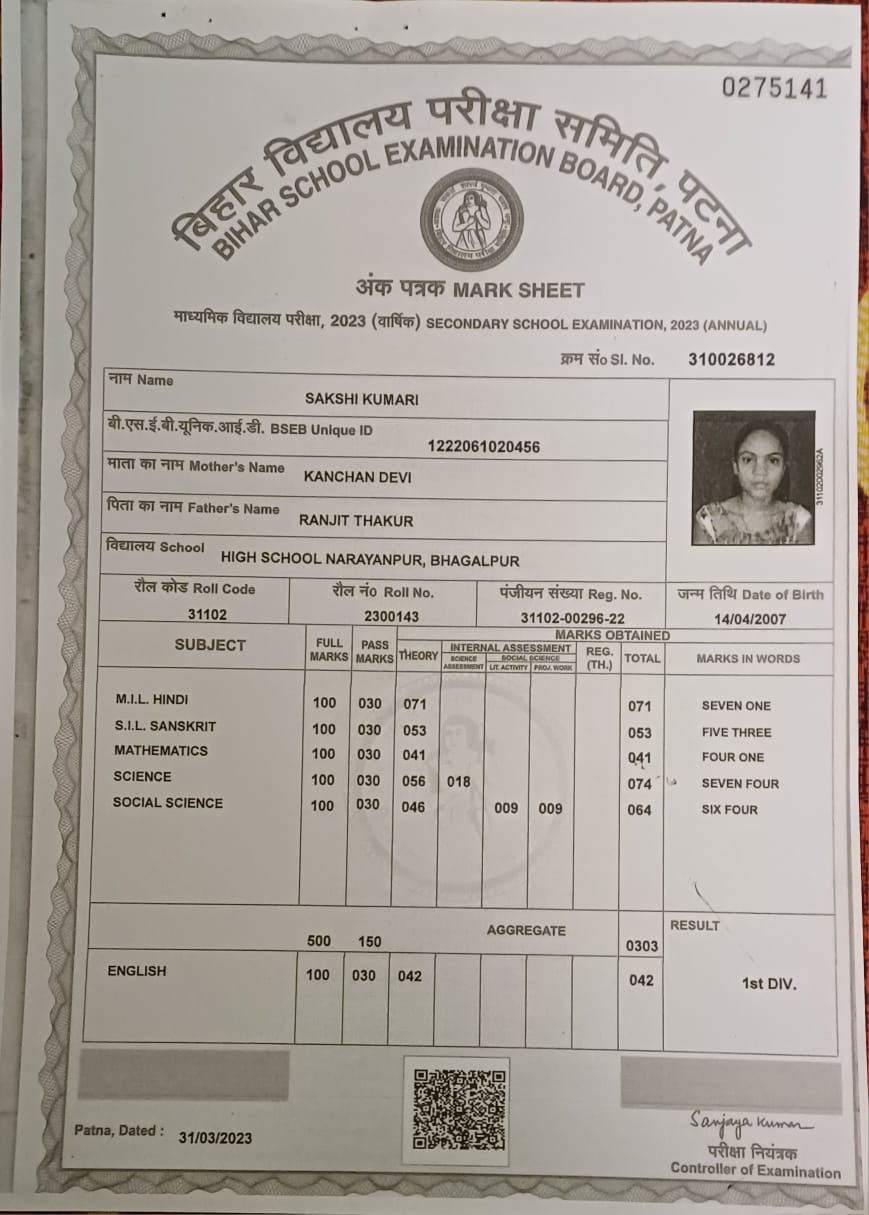 0275141
बिहार विद्यालय परीक्षा समिति, पटना
BIHAR SCHOOL EXAMINATION BOARD, PATNA
अंक पत्रक MARK SHEET
माध्यमिक विद्यालय परीक्षा, 2023 (वार्षिक) SECONDARY SCHOOL EXAMINATION, 2023 (ANNUAL)
क्रम सं० Sl. No. 310026812
नाम Name
SAKSHI KUMARI
बी.एस.ई.बी.यूनिक.आई.डी. BSEB Unique ID
1222061020456
माता का नाम Mother's Name KANCHAN DEVI
पिता का नाम Father's Name RANJIT THAKUR
विद्यालय School HIGH SCHOOL NARAYANPUR, BHAGALPUR
31102002962A
रौल कोड Roll Code रौल नं० Roll No. पंजीयन संख्या Reg. No. जन्म तिथि Date of Birth
31102 2300143 31102-00296-22 14/04/2007
SUBJECT FULL MARKS PASS MARKS MARKS OBTAINED
THEORY INTERNAL ASSESSMENT REG. (TH.) TOTAL MARKS IN WORDS
SCIENCE ASSESSMENT SOCIAL SCIENCE
LIT. ACTIVITY PROJ. WORK
M.I.L. HINDI 100 030 071 071 SEVEN ONE
S.I.L. SANSKRIT 100 030 053 053 FIVE THREE
MATHEMATICS 100 030 041 041 FOUR ONE
SCIENCE 100 030 056 018 074 SEVEN FOUR
SOCIAL SCIENCE 100 030 046 009 009 064 SIX FOUR
500 150 AGGREGATE 0303 RESULT
ENGLISH 100 030 042 042 1st DIV.
Patna, Dated : 31/03/2023
Sanjaya Kumar
परीक्षा नियंत्रक
Controller of Examination